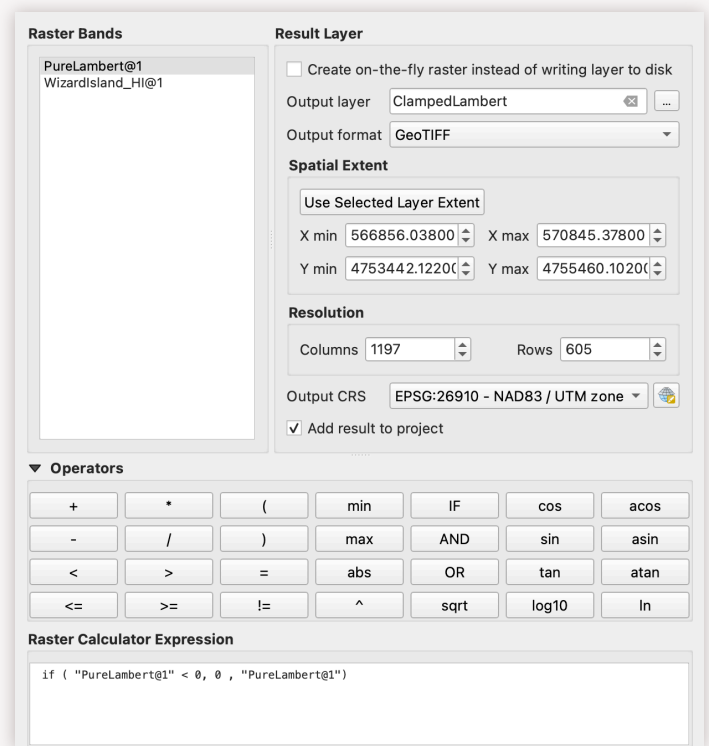 Raster Bands
PureLambert@1
WizardIsland_HI@1
Result Layer
Create on-the-fly raster instead of writing layer to disk
Output layer ClampedLambert ...
Output format GeoTIFF
Spatial Extent
Use Selected Layer Extent
X min 566856.03800 X max 570845.37800
Y min 4753442.1220( Y max 4755460.1020(
Resolution
Columns 1197 Rows 605
Output CRS EPSG:26910 - NAD83 / UTM zone
Add result to project
Operators
+ * ( min IF cos acos
- / ) max AND sin asin
< > = abs OR tan atan
<= >= != ^ sqrt log10 ln
Raster Calculator Expression
if ( "PureLambert@1" < 0, 0 , "PureLambert@1")